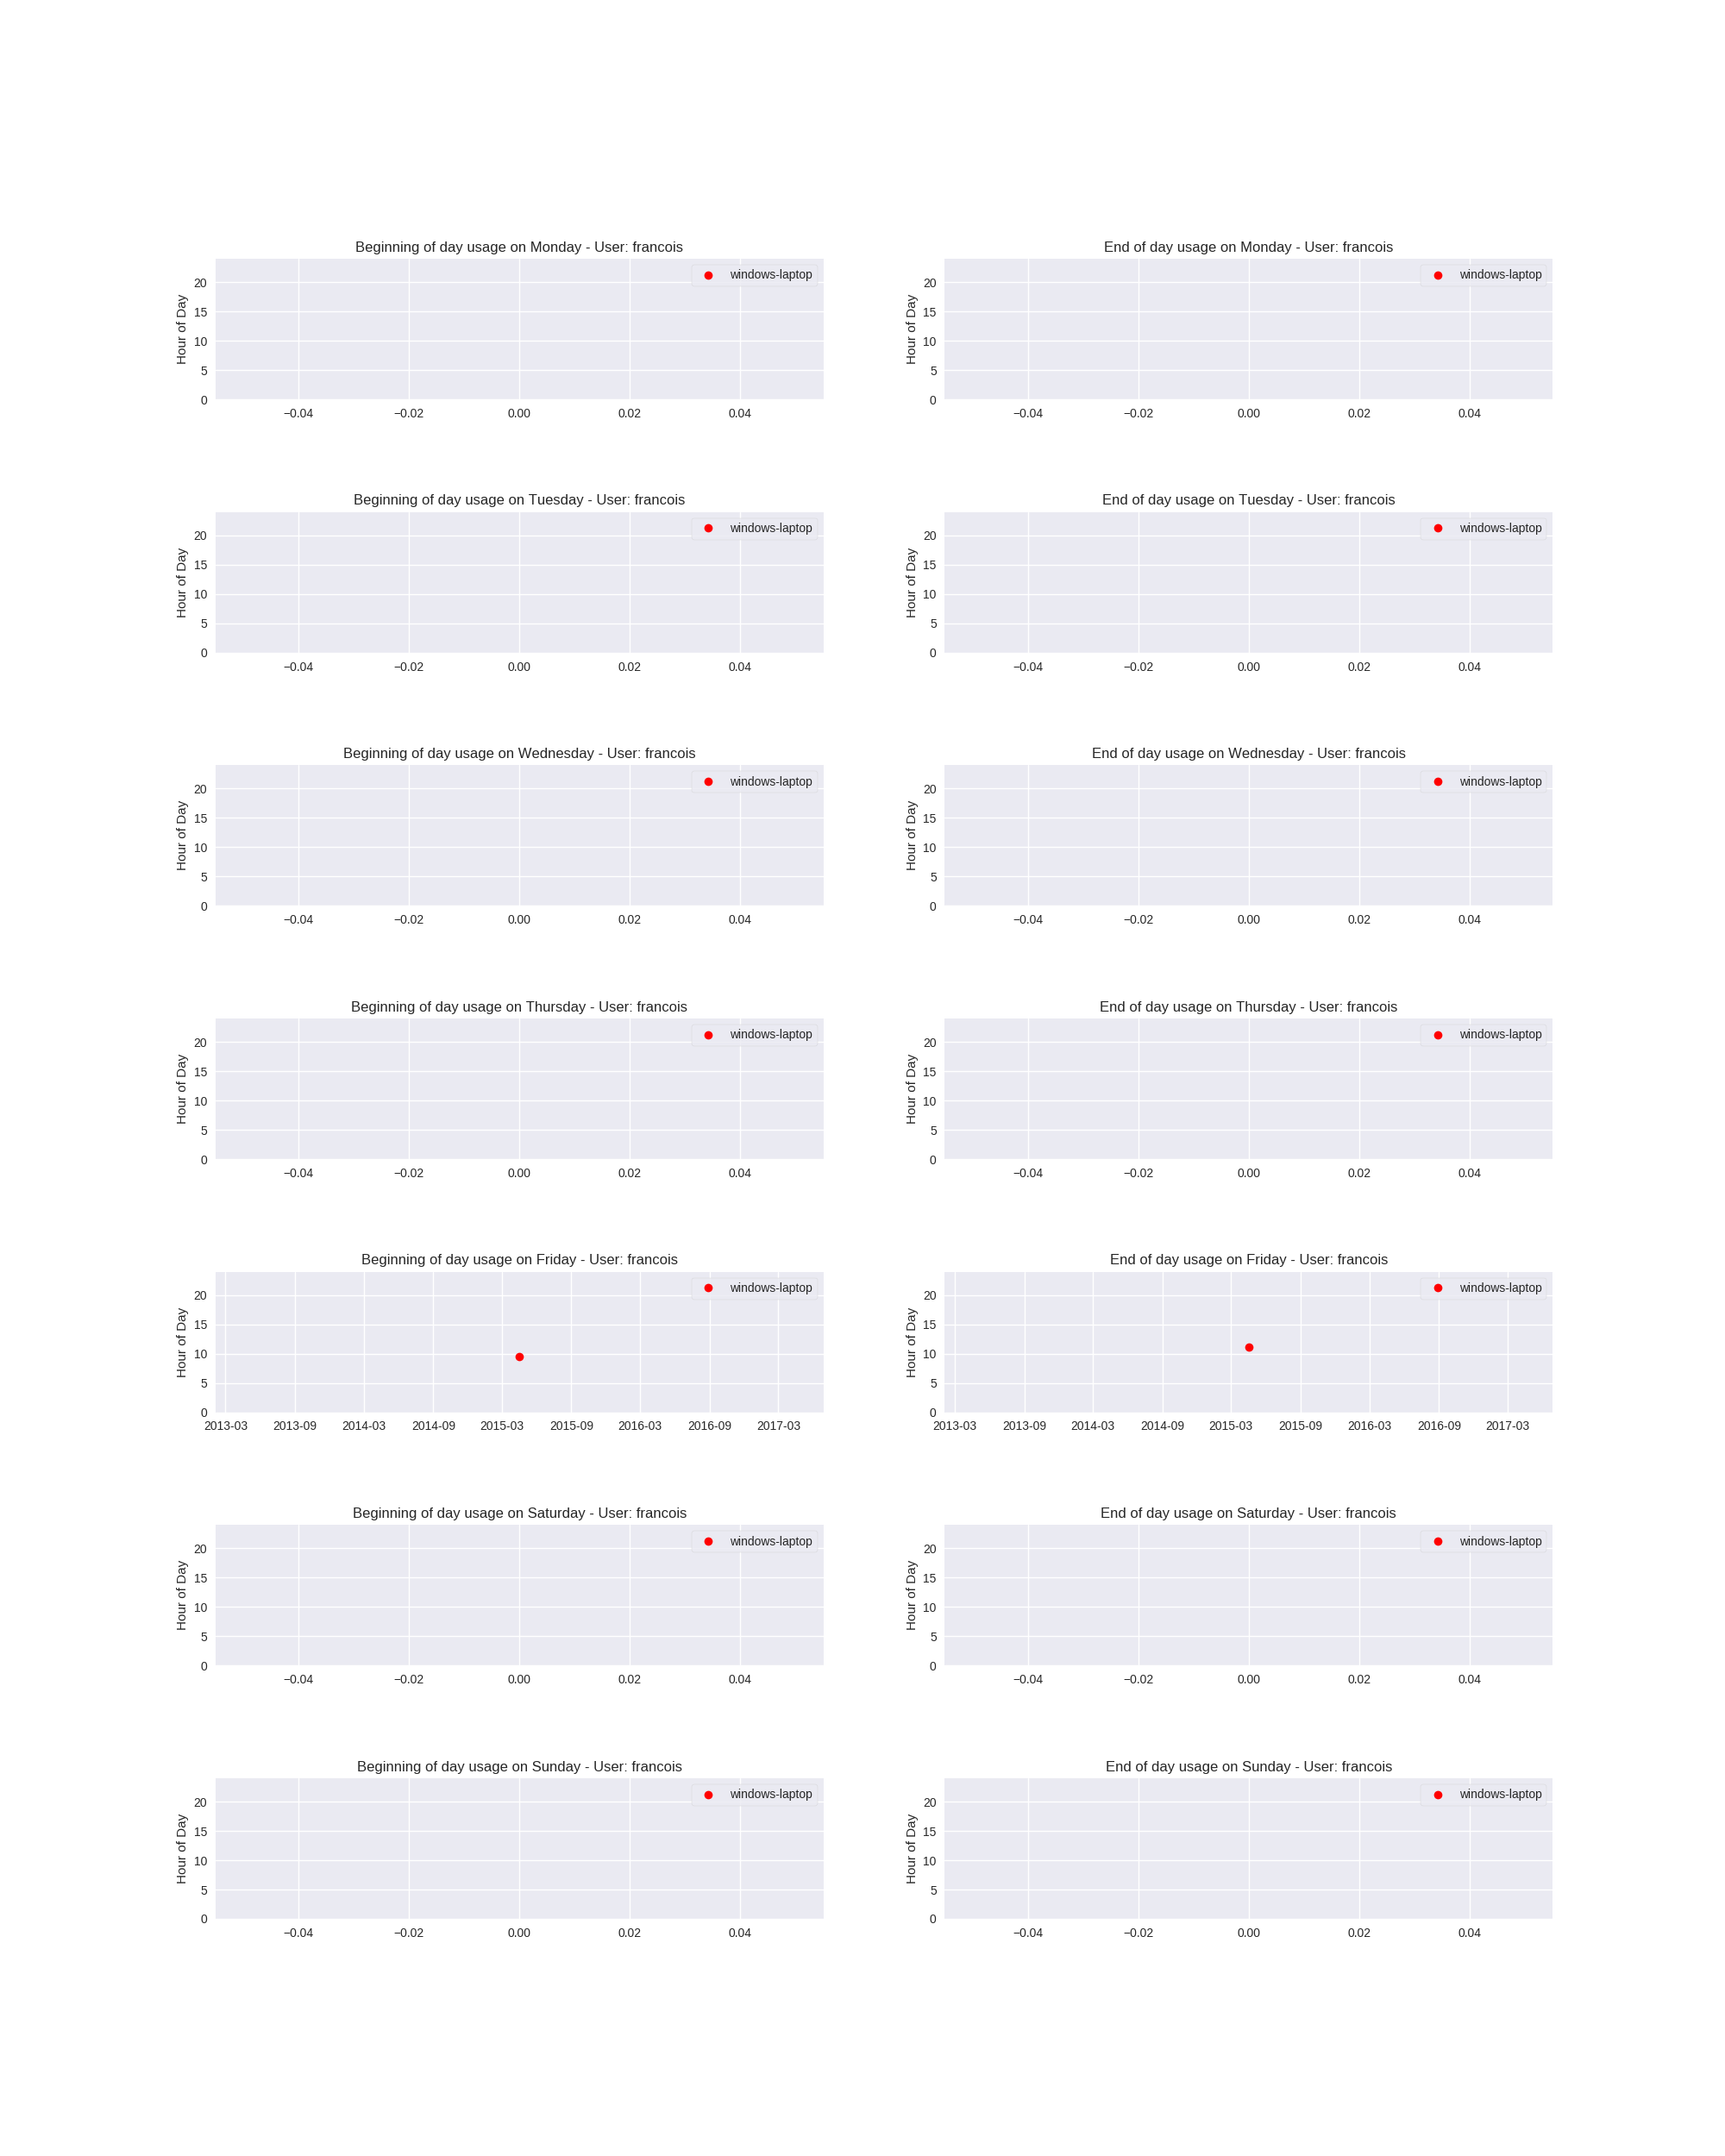 Beginning of day usage on Monday - User: francois
windows-laptop
Hour of Day
20
15
10
5
0
−0.04 −0.02 0.00 0.02 0.04
End of day usage on Monday - User: francois
windows-laptop
Hour of Day
20
15
10
5
0
−0.04 −0.02 0.00 0.02 0.04
Beginning of day usage on Tuesday - User: francois
windows-laptop
Hour of Day
20
15
10
5
0
−0.04 −0.02 0.00 0.02 0.04
End of day usage on Tuesday - User: francois
windows-laptop
Hour of Day
20
15
10
5
0
−0.04 −0.02 0.00 0.02 0.04
Beginning of day usage on Wednesday - User: francois
windows-laptop
Hour of Day
20
15
10
5
0
−0.04 −0.02 0.00 0.02 0.04
End of day usage on Wednesday - User: francois
windows-laptop
Hour of Day
20
15
10
5
0
−0.04 −0.02 0.00 0.02 0.04
Beginning of day usage on Thursday - User: francois
windows-laptop
Hour of Day
20
15
10
5
0
−0.04 −0.02 0.00 0.02 0.04
End of day usage on Thursday - User: francois
windows-laptop
Hour of Day
20
15
10
5
0
−0.04 −0.02 0.00 0.02 0.04
Beginning of day usage on Friday - User: francois
windows-laptop
Hour of Day
20
15
10
5
0
2013-03 2013-09 2014-03 2014-09 2015-03 2015-09 2016-03 2016-09 2017-03
End of day usage on Friday - User: francois
windows-laptop
Hour of Day
20
15
10
5
0
2013-03 2013-09 2014-03 2014-09 2015-03 2015-09 2016-03 2016-09 2017-03
Beginning of day usage on Saturday - User: francois
windows-laptop
Hour of Day
20
15
10
5
0
−0.04 −0.02 0.00 0.02 0.04
End of day usage on Saturday - User: francois
windows-laptop
Hour of Day
20
15
10
5
0
−0.04 −0.02 0.00 0.02 0.04
Beginning of day usage on Sunday - User: francois
windows-laptop
Hour of Day
20
15
10
5
0
−0.04 −0.02 0.00 0.02 0.04
End of day usage on Sunday - User: francois
windows-laptop
Hour of Day
20
15
10
5
0
−0.04 −0.02 0.00 0.02 0.04